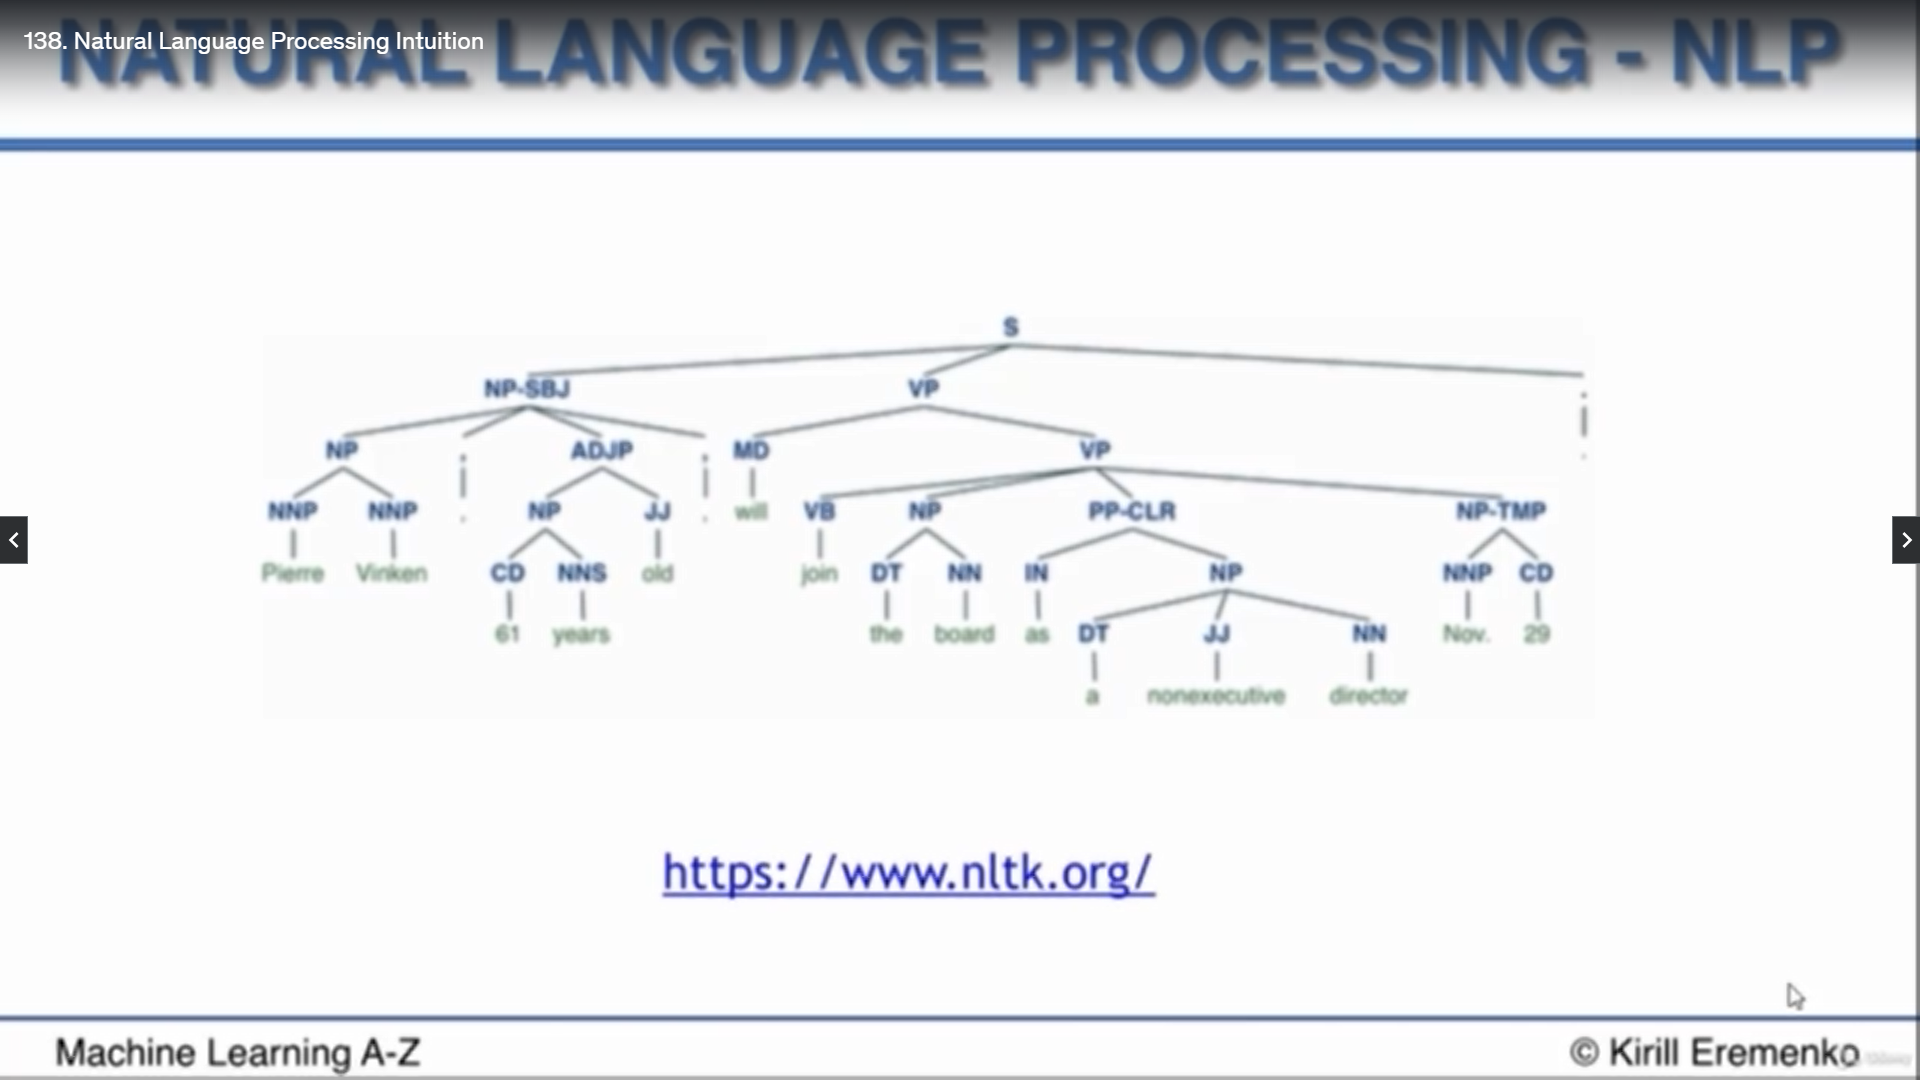 138. Natural Language Processing Intuition
NATURAL LANGUAGE PROCESSING - NLP
S
NP-SBJ VP .
NP , ADJP , MD VP .
NNP NNP , NP JJ , will VB NP PP-CLR NP-TMP
Pierre Vinken CD NNS old join DT NN IN NP NNP CD
61 years the board as DT JJ NN Nov. 29
a nonexecutive director
https://www.nltk.org/
Machine Learning A-Z © Kirill Eremenko